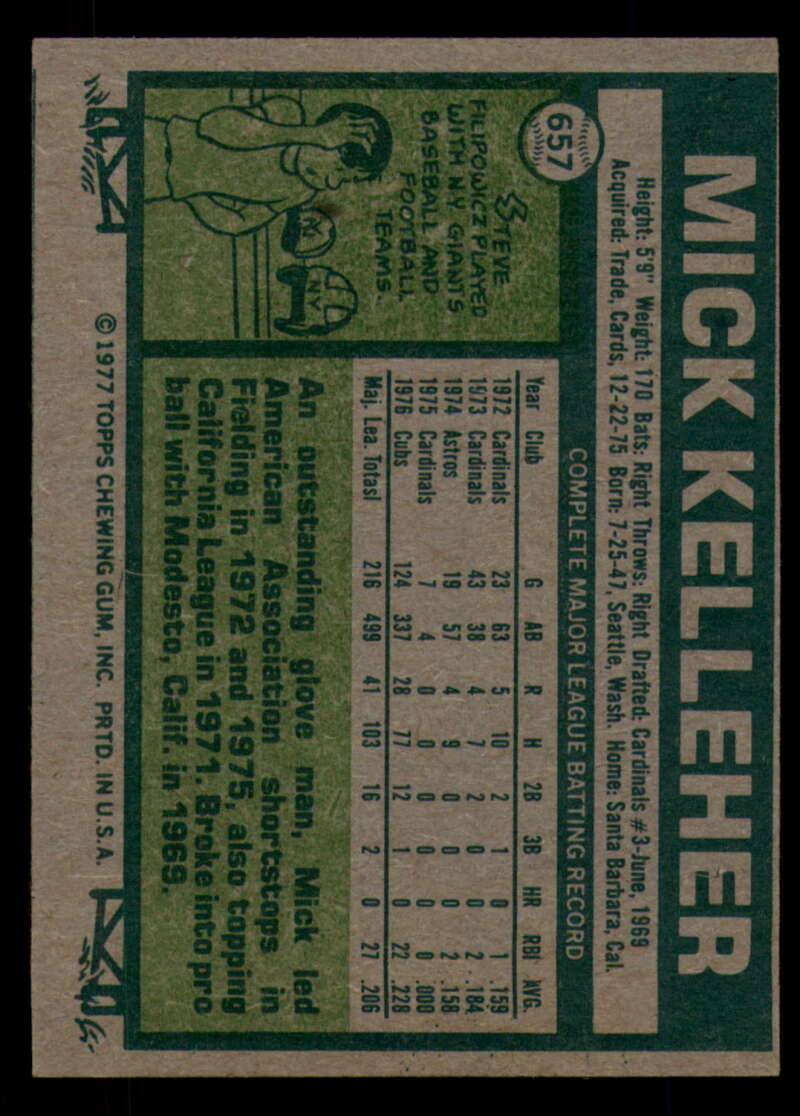 MICK KELLEHER
Height: 5'9" Weight: 170 Bats: Right Throws: Right Drafted: Cardinals #3-June, 1969
Acquired: Trade, Cards, 12-22-75 Born: 7-25-47, Seattle, Wash. Home: Santa Barbara, Cal.
657
STEVE
FILIPOWICZ PLAYED
WITH N.Y. GIANTS
BASEBALL AND
FOOTBALL
TEAMS.
NY
NY
COMPLETE MAJOR LEAGUE BATTING RECORD
Year Club G AB R H 2B 3B HR RBI AVG.
1972 Cardinals 23 63 5 10 2 1 0 1 .159
1973 Cardinals 43 38 4 7 2 0 0 2 .184
1974 Astros 19 57 4 9 0 0 0 2 .158
1975 Cardinals 7 4 0 0 0 0 0 0 .000
1976 Cubs 124 337 28 77 12 1 0 22 .228
Maj. Lea. Totasl 216 499 41 103 16 2 0 27 .206
An outstanding glove man, Mick led
American Association shortstops in
Fielding in 1972 and 1975, also topping
California League in 1971. Broke into pro
ball with Modesto, Calif. in 1969.
© 1977 TOPPS CHEWING GUM, INC. PRTD. IN U.S.A.